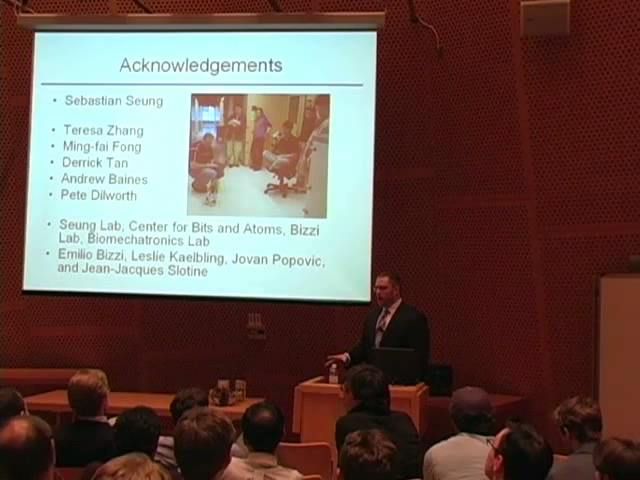 Acknowledgements
• Sebastian Seung
• Teresa Zhang
• Ming-fai Fong
• Derrick Tan
• Andrew Baines
• Pete Dilworth
• Seung Lab, Center for Bits and Atoms, Bizzi
Lab, Biomechatronics Lab
• Emilio Bizzi, Leslie Kaelbling, Jovan Popovic,
and Jean-Jacques Slotine